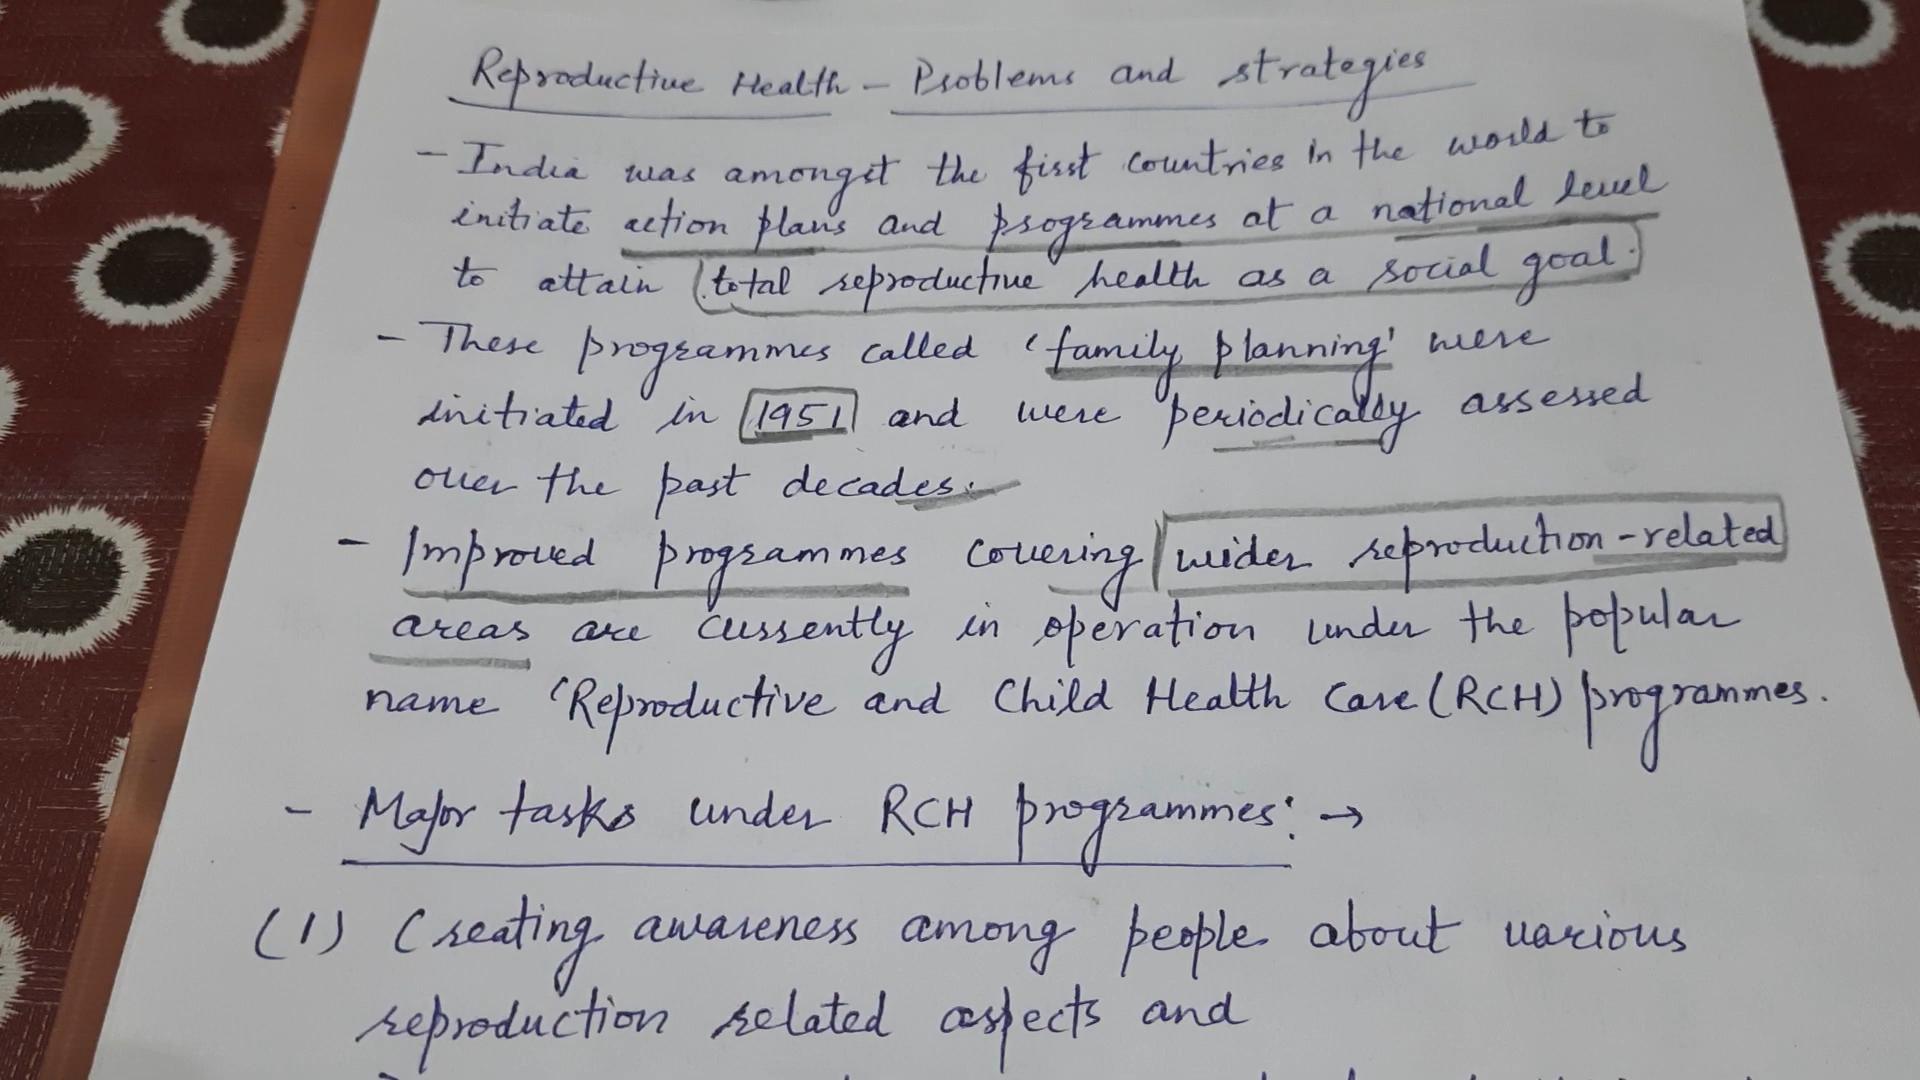 Reproductive Health - Problems and strategies
- India was amongst the first countries in the world to
initiate action plans and programmes at a national level
to attain total reproductive health as a social goal.
- These programmes called 'family planning' were
initiated in 1951 and were periodically assessed
over the past decades.
- Improved programmes covering wider reproduction-related
areas are currently in operation under the popular
name 'Reproductive and Child Health Care (RCH) programmes.
- Major tasks under RCH programmes: →
(1) Creating awareness among people about various
reproduction related aspects and